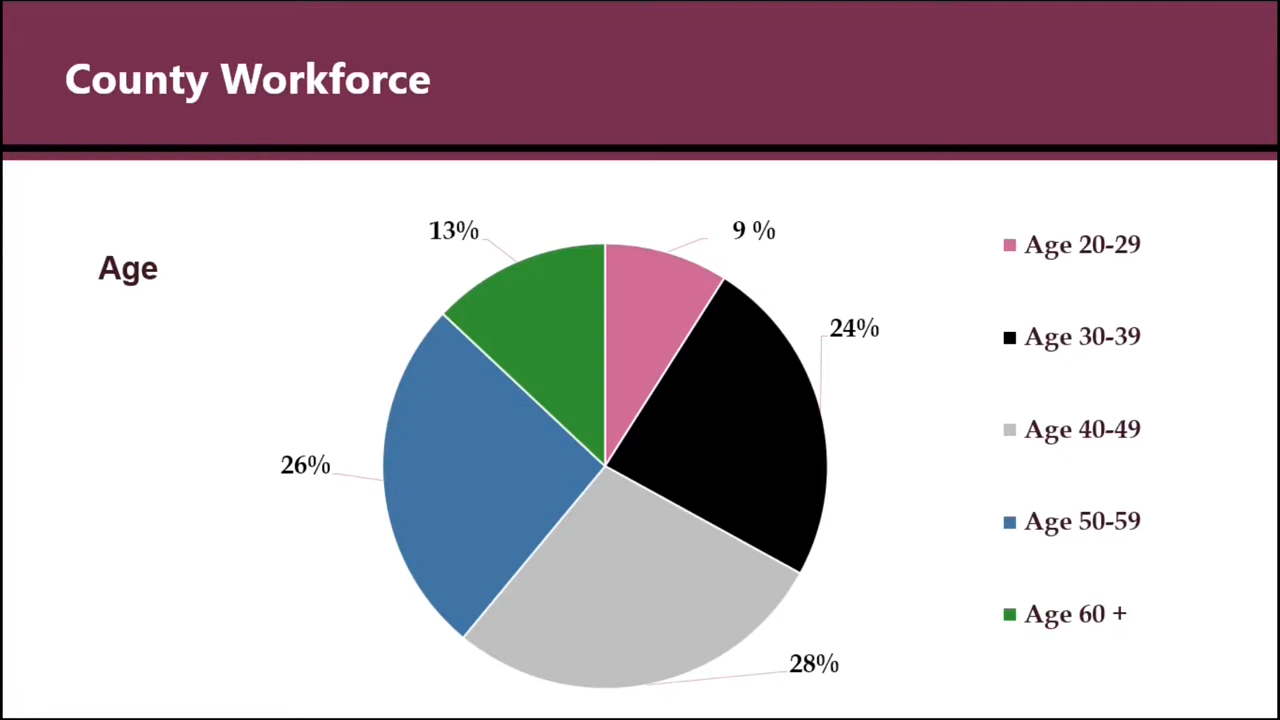 County Workforce
Age
13%
9 %
24%
26%
28%
Age 20-29
Age 30-39
Age 40-49
Age 50-59
Age 60 +